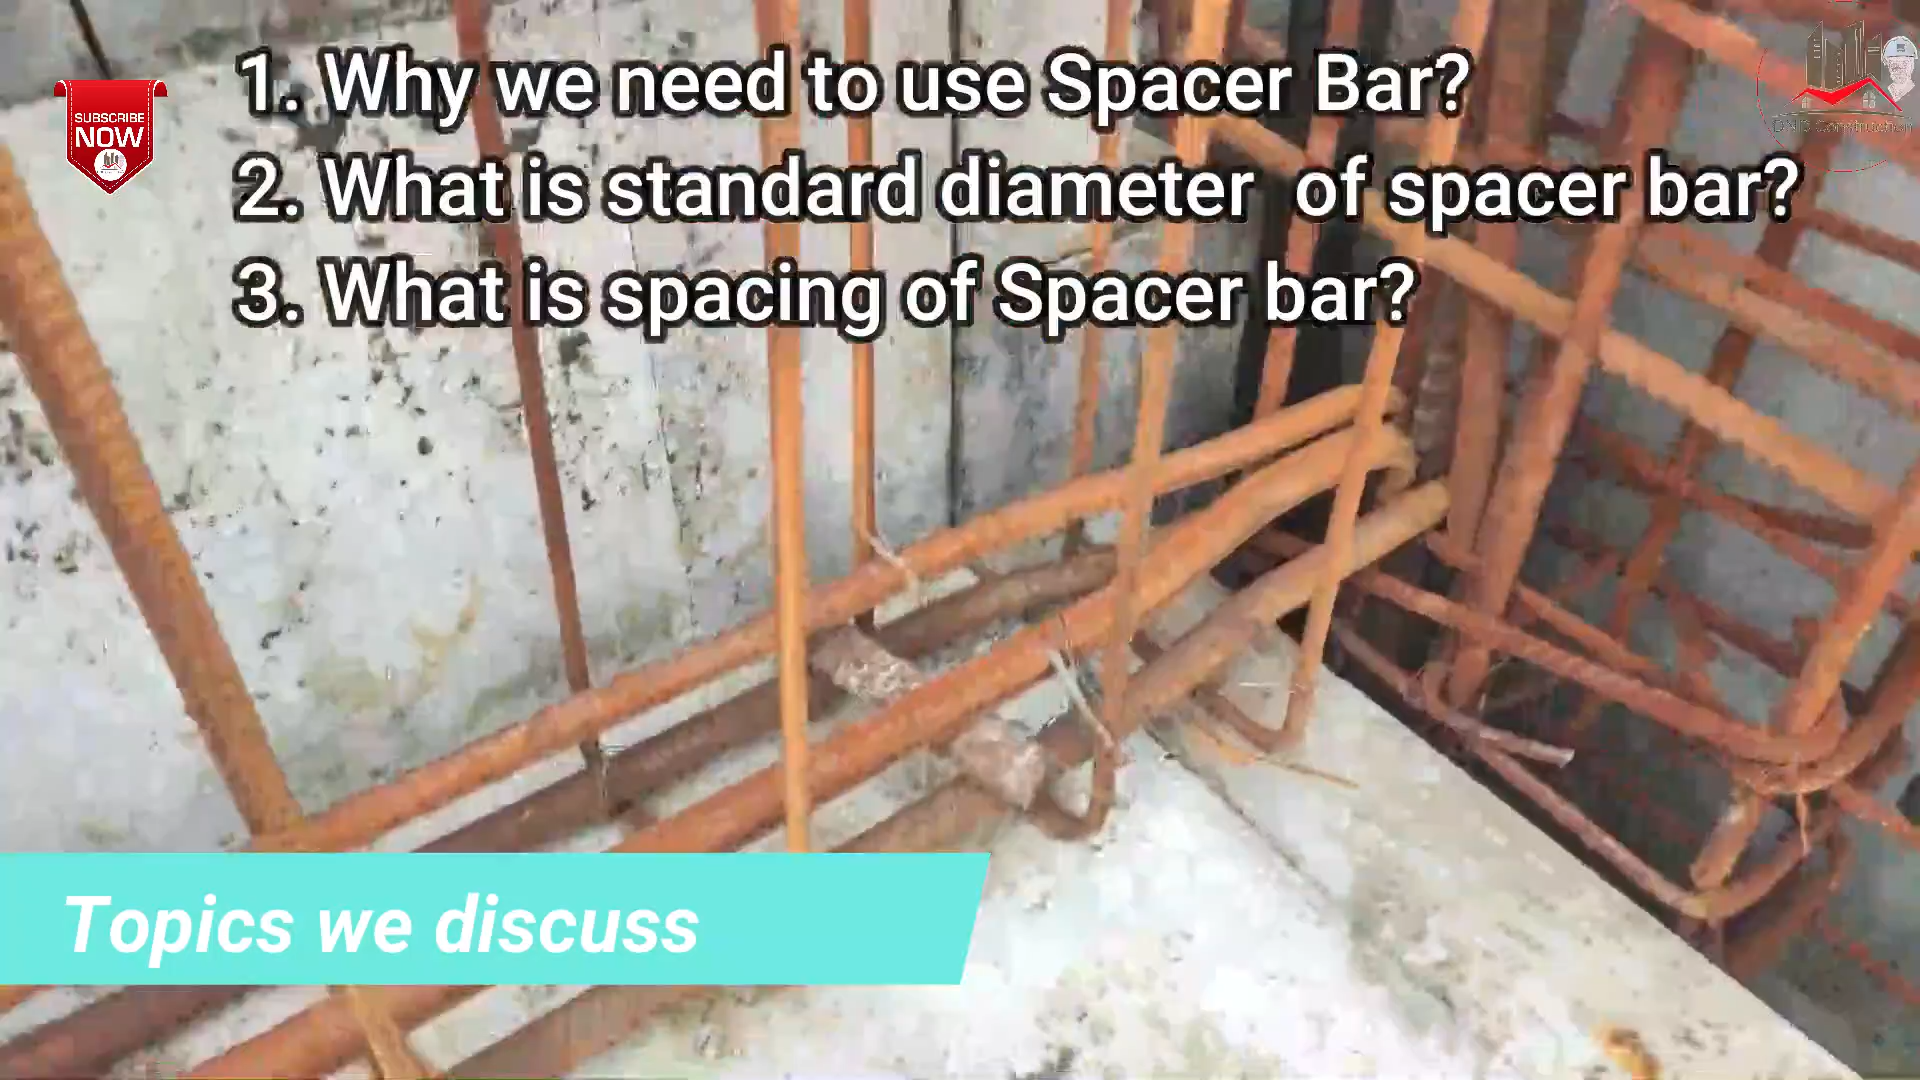 1. Why we need to use Spacer Bar?
SUBSCRIBE
NOW
2. What is standard diameter of spacer bar?
3. What is spacing of Spacer bar?
Topics we discuss